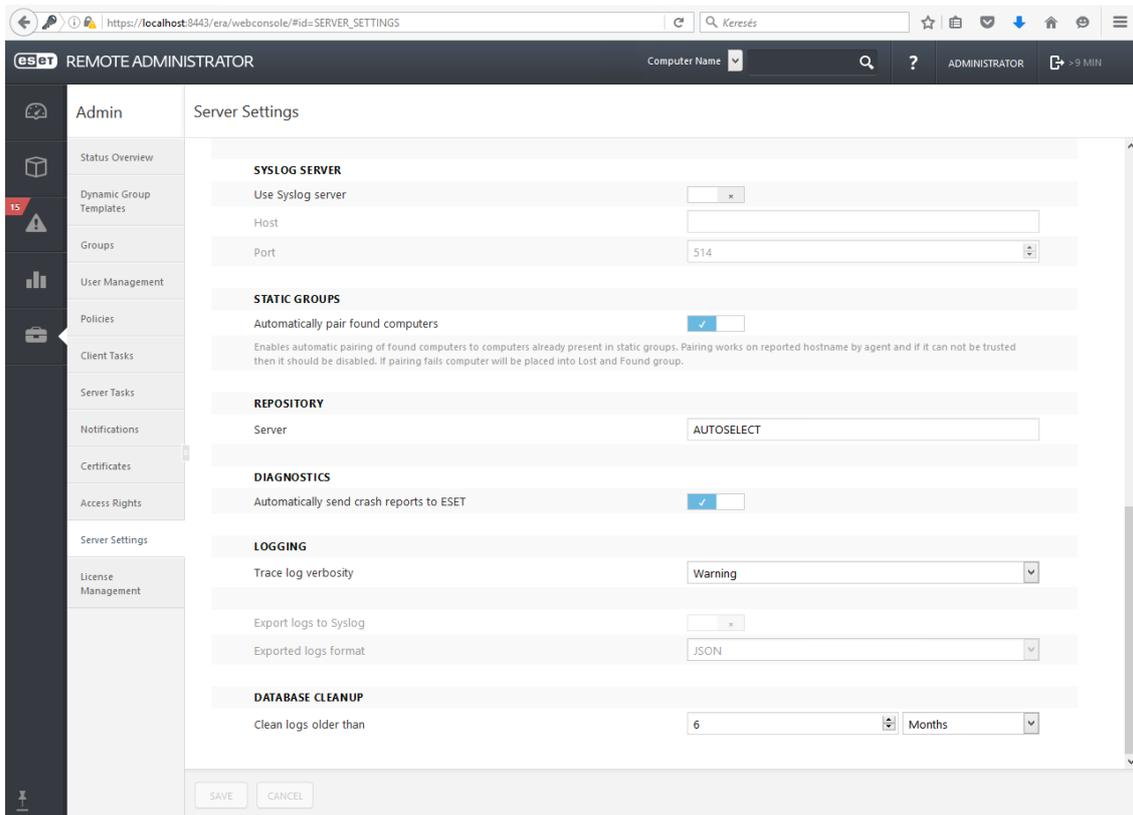 https://localhost:8443/era/webconsole/#id=SERVER_SETTINGS
Keresés
eset REMOTE ADMINISTRATOR
Computer Name
?
ADMINISTRATOR
>9 MIN
15
Admin
Status Overview
Dynamic Group
Templates
Groups
User Management
Policies
Client Tasks
Server Tasks
Notifications
Certificates
Access Rights
Server Settings
License
Management
Server Settings
SYSLOG SERVER
Use Syslog server
Host
Port 514
STATIC GROUPS
Automatically pair found computers
Enables automatic pairing of found computers to computers already present in static groups. Pairing works on reported hostname by agent and if it can not be trusted
then it should be disabled. If pairing fails computer will be placed into Lost and Found group.
REPOSITORY
Server AUTOSELECT
DIAGNOSTICS
Automatically send crash reports to ESET
LOGGING
Trace log verbosity Warning
Export logs to Syslog
Exported logs format JSON
DATABASE CLEANUP
Clean logs older than 6 Months
SAVE CANCEL